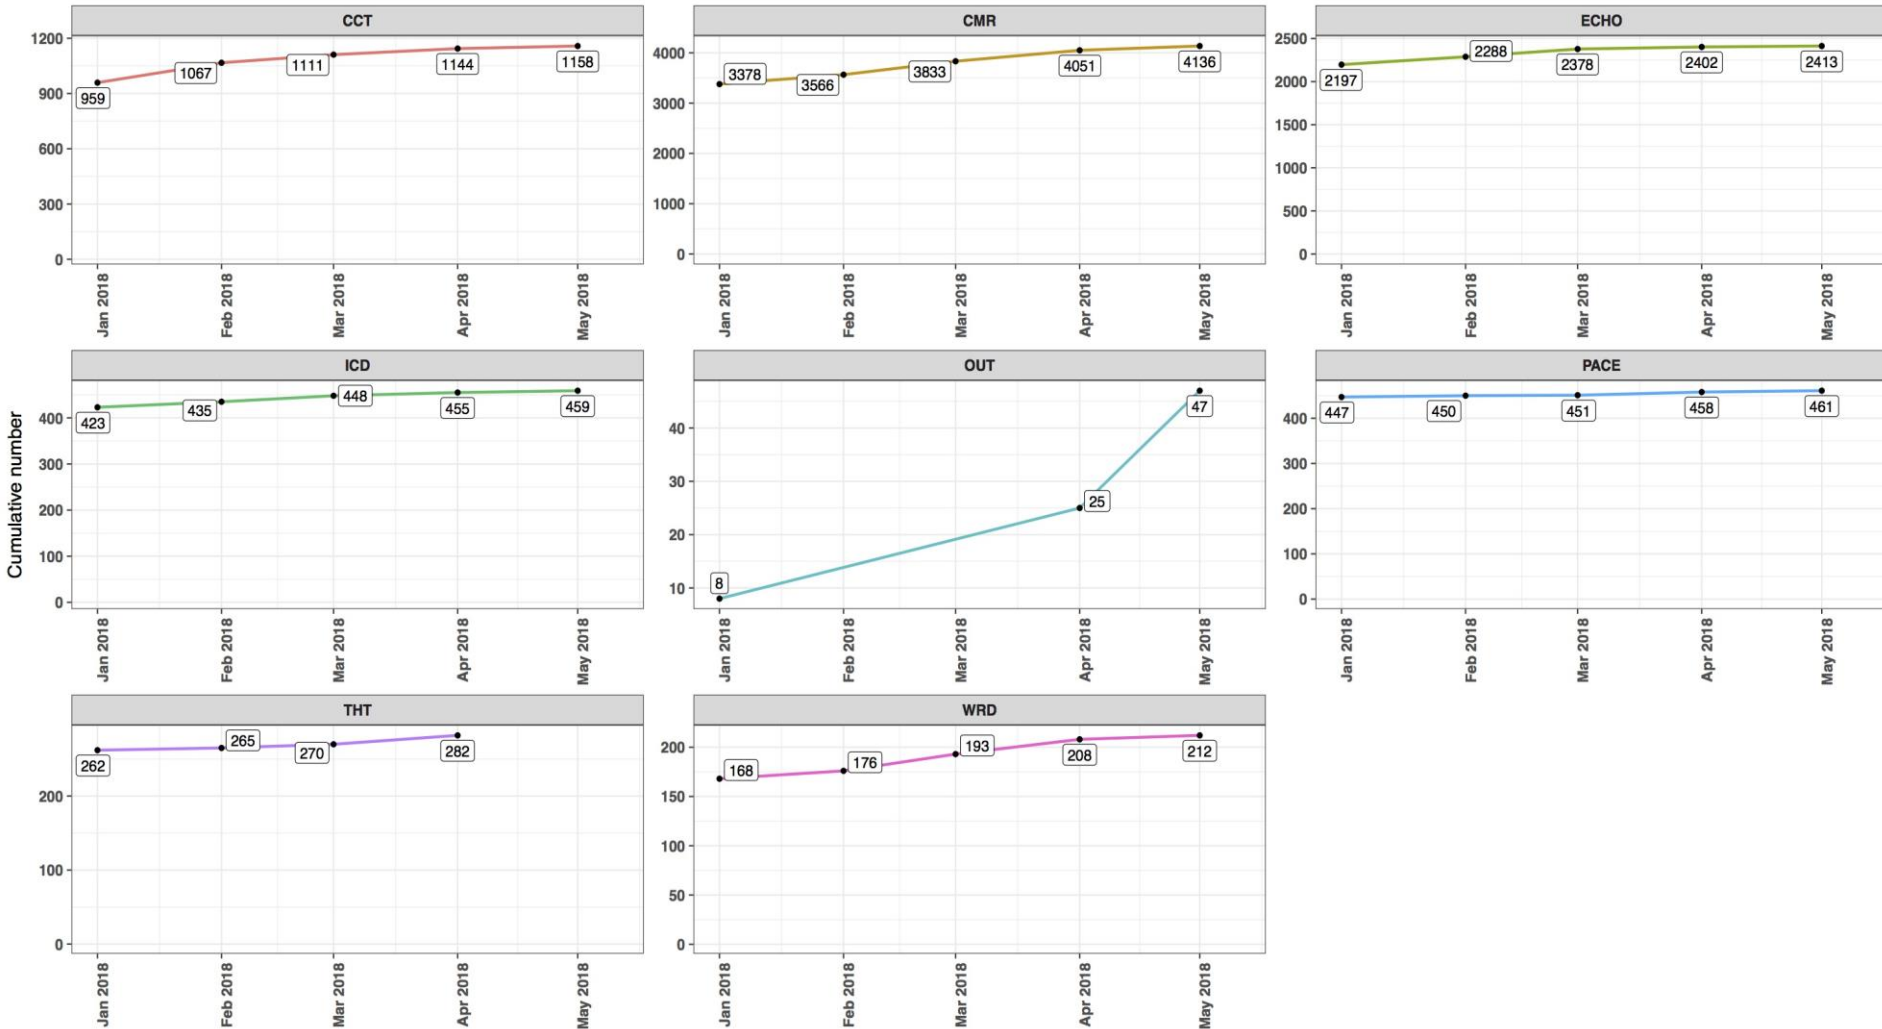 Cumulative number
CCT
1200
900
600
300
0
959
1067
1111
1144
1158
Jan 2018
Feb 2018
Mar 2018
Apr 2018
May 2018
CMR
4000
3000
2000
1000
0
3378
3566
3833
4051
4136
Jan 2018
Feb 2018
Mar 2018
Apr 2018
May 2018
ECHO
2500
2000
1500
1000
500
0
2197
2288
2378
2402
2413
Jan 2018
Feb 2018
Mar 2018
Apr 2018
May 2018
ICD
400
300
200
100
0
423
435
448
455
459
Jan 2018
Feb 2018
Mar 2018
Apr 2018
May 2018
OUT
40
30
20
10
8
25
47
Jan 2018
Feb 2018
Mar 2018
Apr 2018
May 2018
PACE
400
300
200
100
0
447
450
451
458
461
Jan 2018
Feb 2018
Mar 2018
Apr 2018
May 2018
THT
200
100
0
262
265
270
282
Jan 2018
Feb 2018
Mar 2018
Apr 2018
May 2018
WRD
200
150
100
50
0
168
176
193
208
212
Jan 2018
Feb 2018
Mar 2018
Apr 2018
May 2018